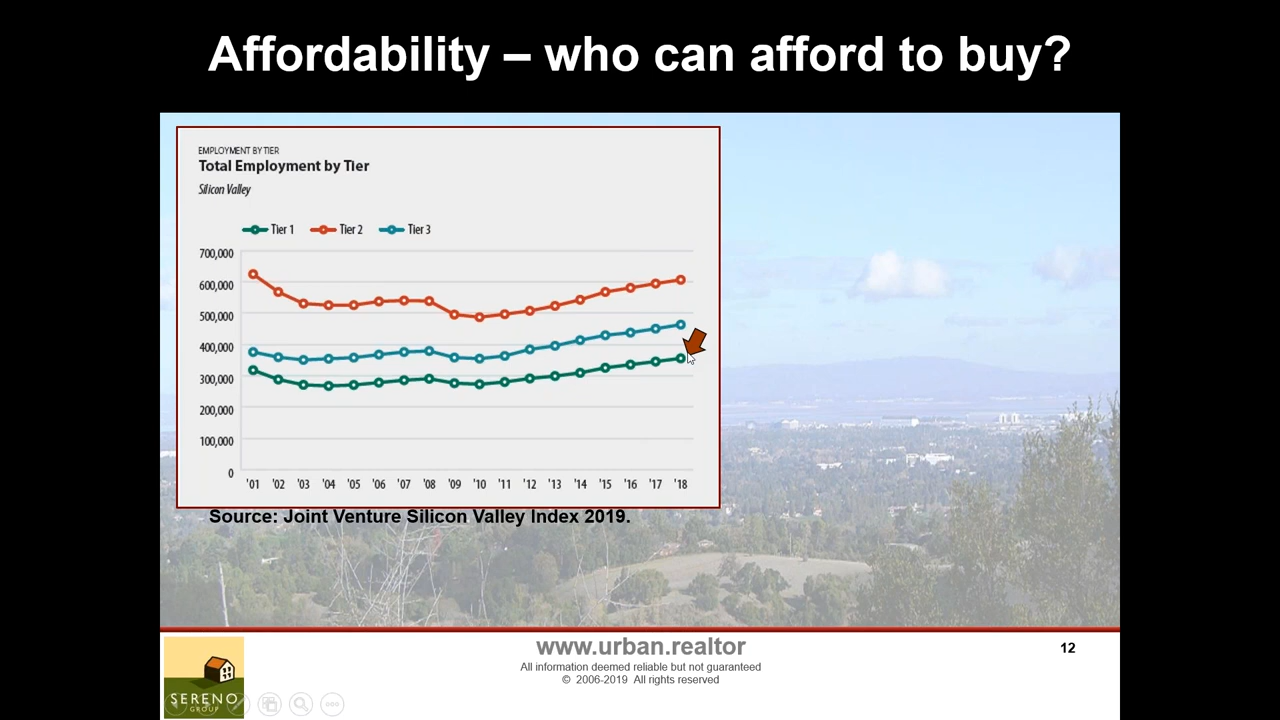 Affordability – who can afford to buy?
EMPLOYMENT BY TIER
Total Employment by Tier
Silicon Valley
Tier 1 Tier 2 Tier 3
700,000
600,000
500,000
400,000
300,000
200,000
100,000
0
'01 '02 '03 '04 '05 '06 '07 '08 '09 '10 '11 '12 '13 '14 '15 '16 '17 '18
Source: Joint Venture Silicon Valley Index 2019.
www.urban.realtor
12
All information deemed reliable but not guaranteed
© 2006-2019 All rights reserved
SERENO
GROUP